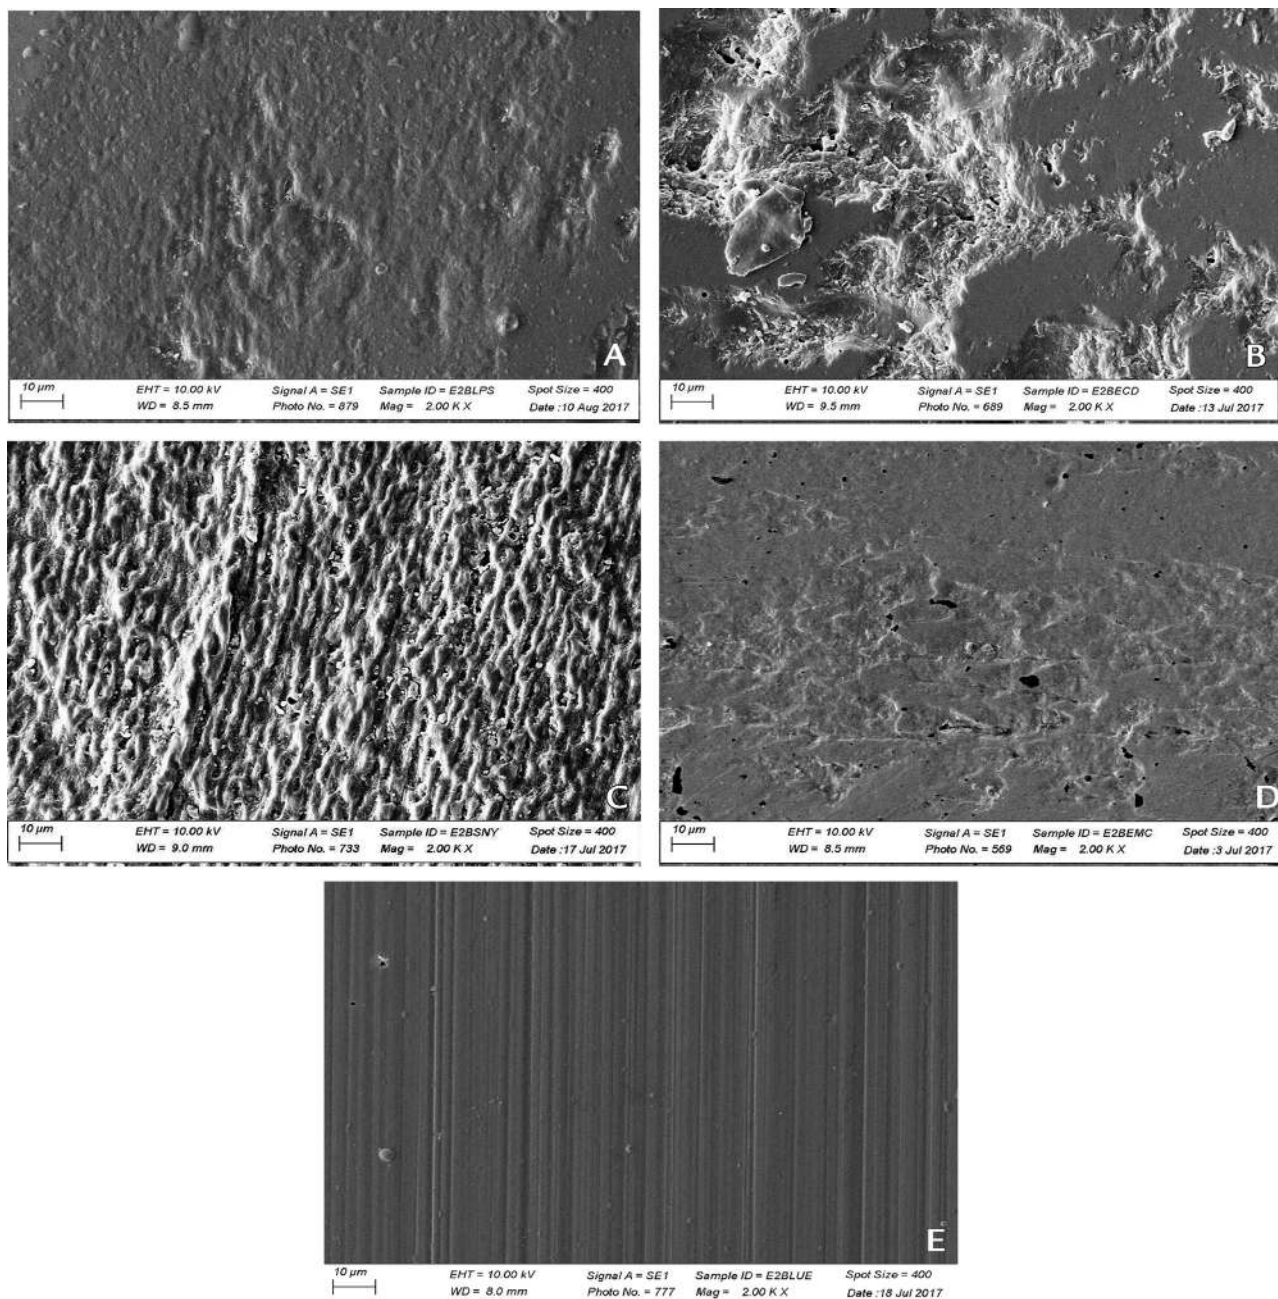 A
10 µm EHT = 10.00 kV Signal A = SE1 Sample ID = E2BLPS Spot Size = 400
WD = 8.5 mm Photo No. = 879 Mag = 2.00 K X Date :10 Aug 2017
B
10 µm EHT = 10.00 kV Signal A = SE1 Sample ID = E2BECD Spot Size = 400
WD = 9.5 mm Photo No. = 689 Mag = 2.00 K X Date :13 Jul 2017
C
10 µm EHT = 10.00 kV Signal A = SE1 Sample ID = E2BSNY Spot Size = 400
WD = 9.0 mm Photo No. = 733 Mag = 2.00 K X Date :17 Jul 2017
D
10 µm EHT = 10.00 kV Signal A = SE1 Sample ID = E2BEMC Spot Size = 400
WD = 8.5 mm Photo No. = 569 Mag = 2.00 K X Date :3 Jul 2017
E
10 µm EHT = 10.00 kV Signal A = SE1 Sample ID = E2BLUE Spot Size = 400
WD = 8.0 mm Photo No. = 777 Mag = 2.00 K X Date :18 Jul 2017